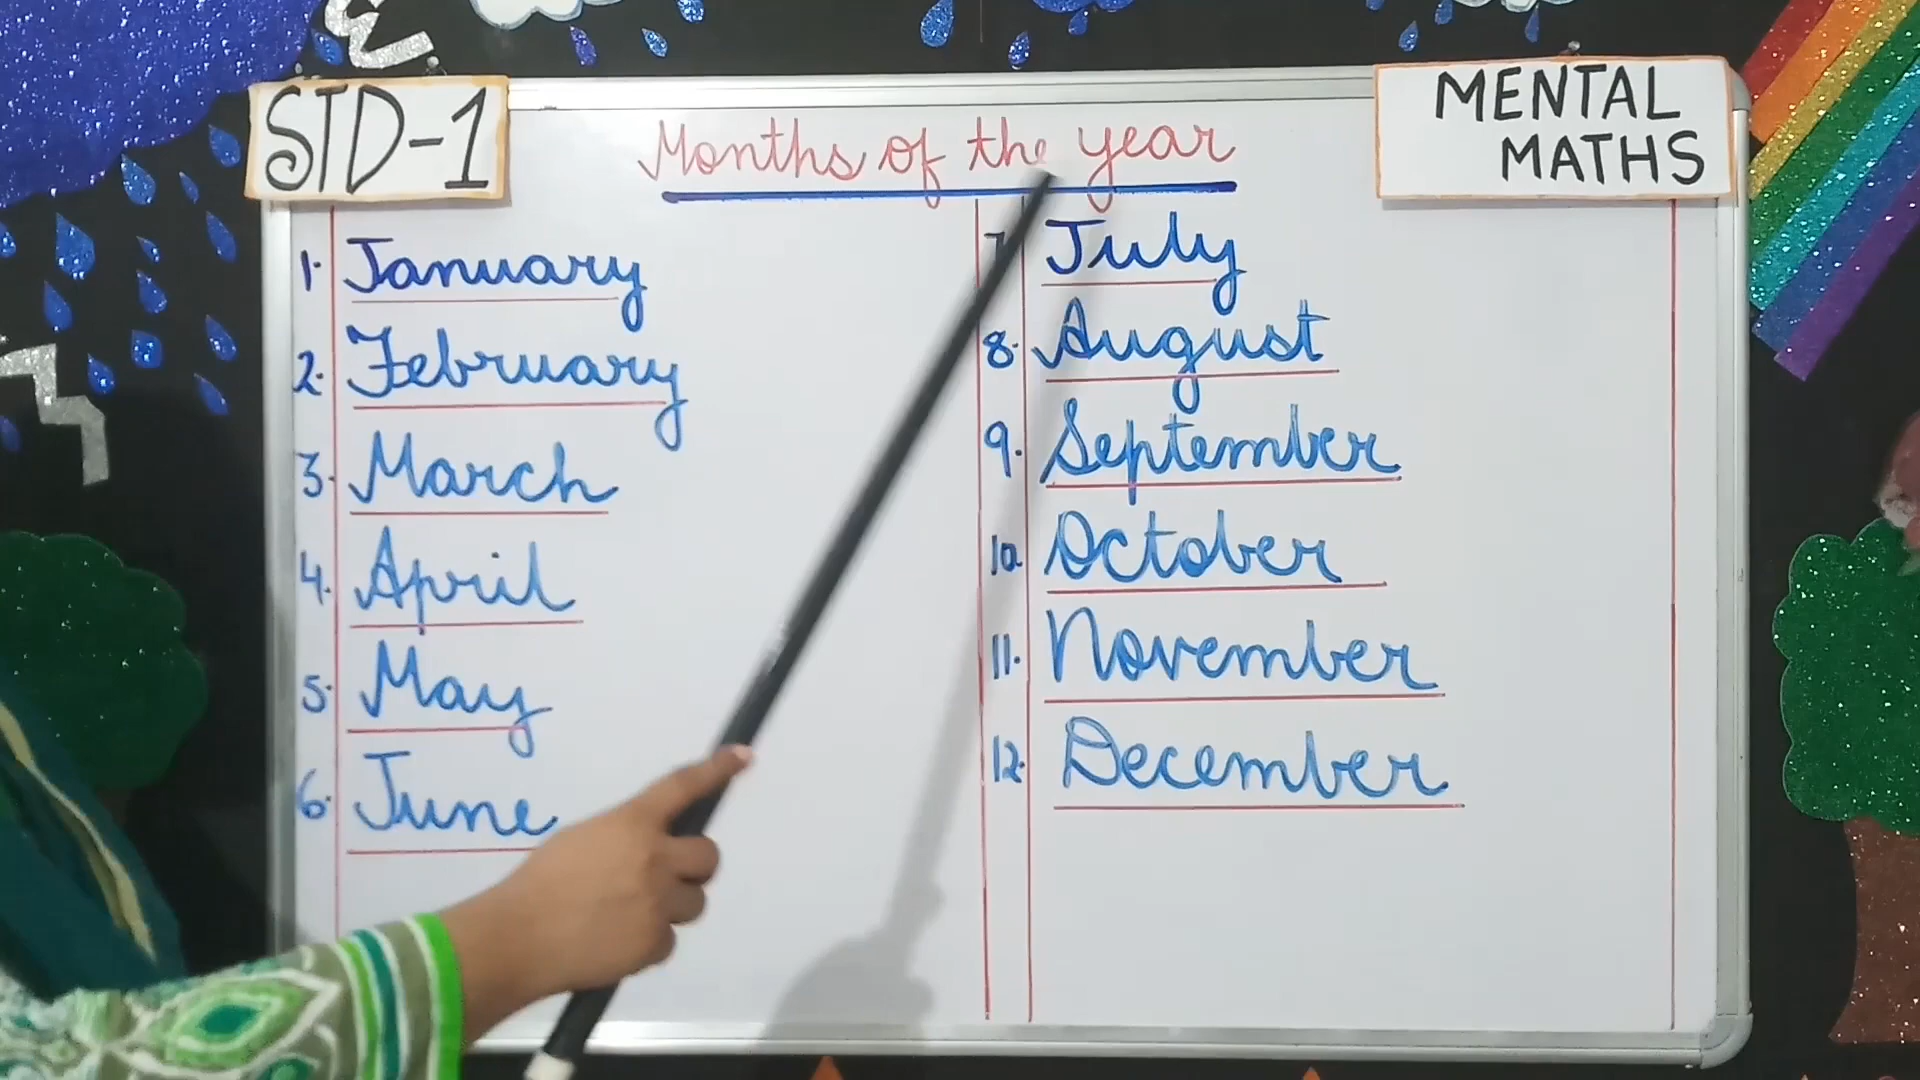 STD-1
MENTAL
MATHS
Months of the year
1. January
2. February
3. March
4. April
5. May
6. June
7. July
8. August
9. September
10. October
11. November
12. December